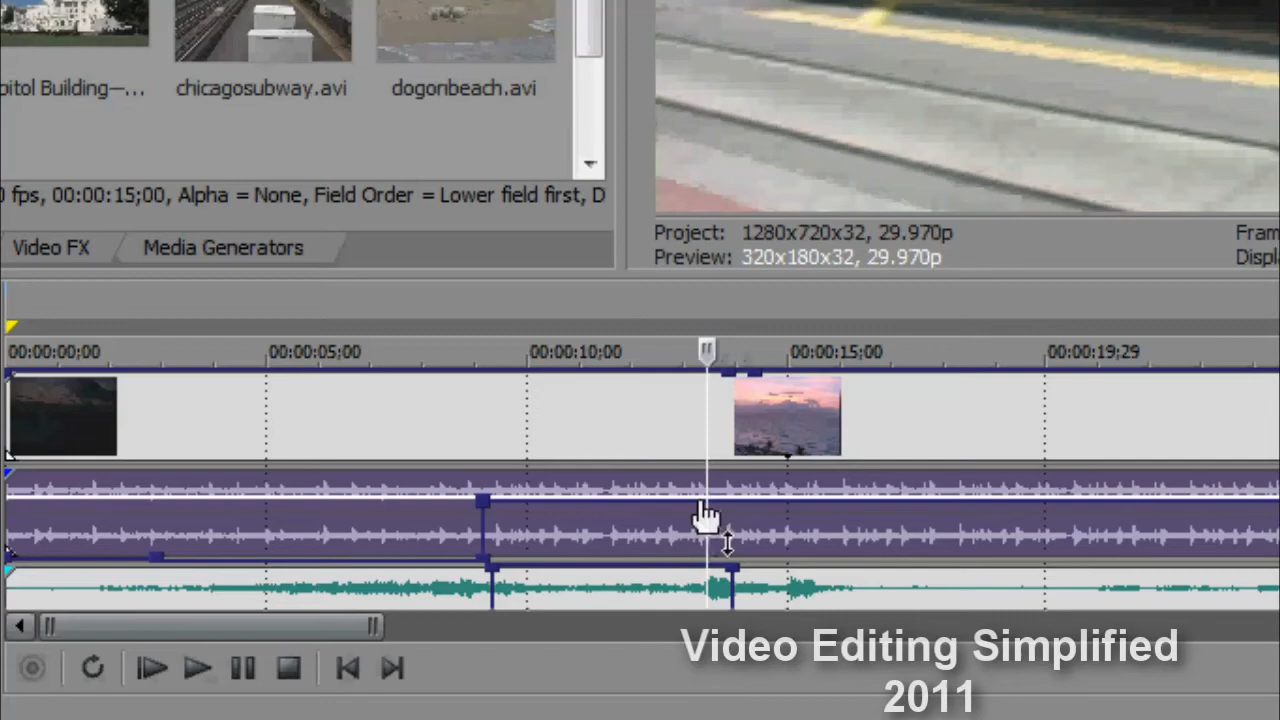 pitol Building—...
chicagosubway.avi
dogonbeach.avi
0 fps, 00:00:15;00, Alpha = None, Field Order = Lower field first, D
Video FX
Media Generators
Project: 1280x720x32, 29.970p
Preview: 320x180x32, 29.970p
Fram
Displ
00:00:00;00
00:00:05;00
00:00:10;00
00:00:15;00
00:00:19;29
Video Editing Simplified
2011